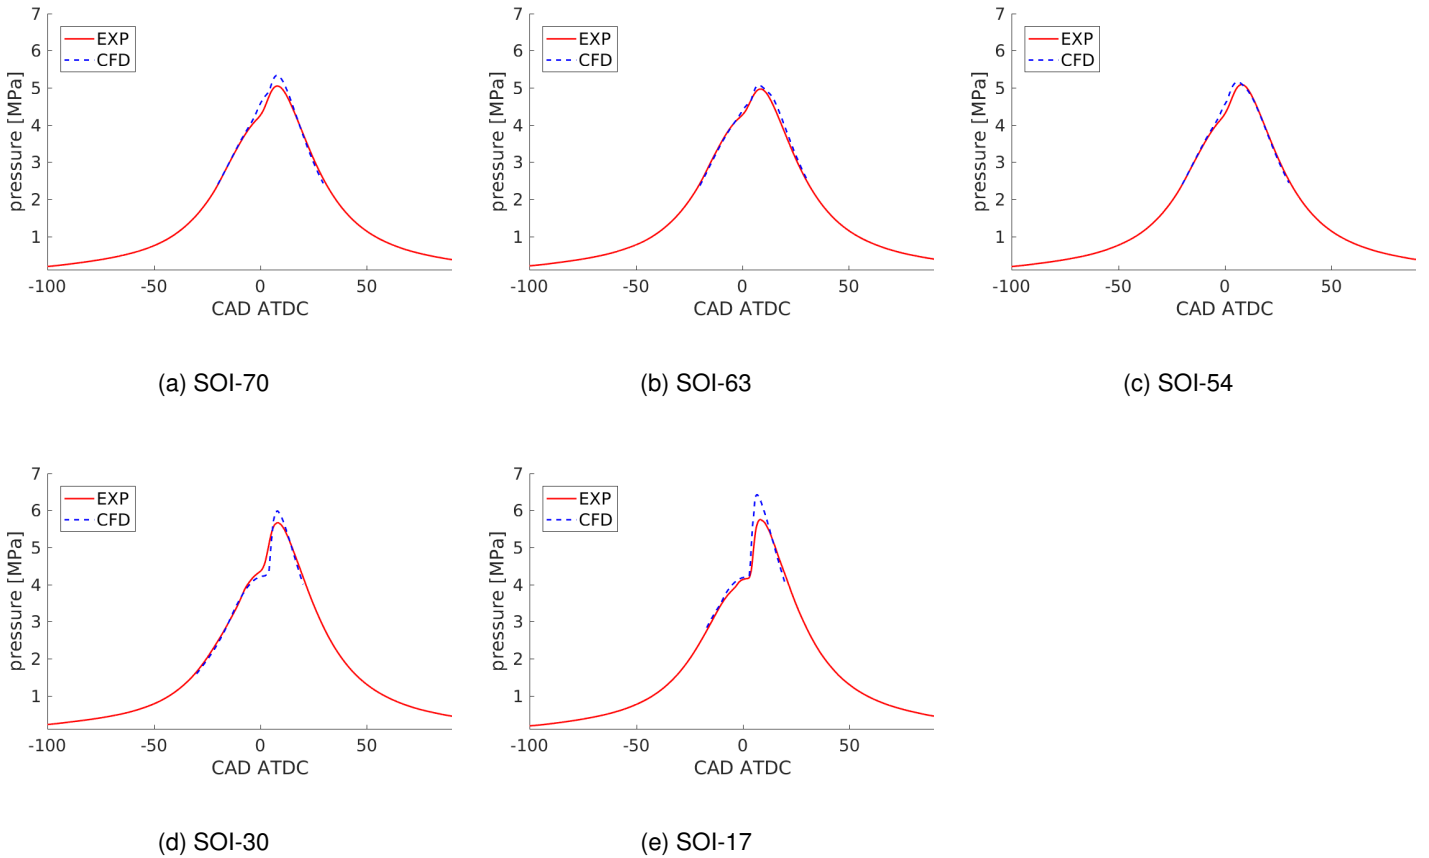 7
6
5
4
3
2
1
pressure [MPa]
EXP
CFD
-100
-50
0
50
CAD ATDC
(a) SOI-70
7
6
5
4
3
2
1
pressure [MPa]
EXP
CFD
-100
-50
0
50
CAD ATDC
(b) SOI-63
7
6
5
4
3
2
1
pressure [MPa]
EXP
CFD
-100
-50
0
50
CAD ATDC
(c) SOI-54
7
6
5
4
3
2
1
pressure [MPa]
EXP
CFD
-100
-50
0
50
CAD ATDC
(d) SOI-30
7
6
5
4
3
2
1
pressure [MPa]
EXP
CFD
-100
-50
0
50
CAD ATDC
(e) SOI-17